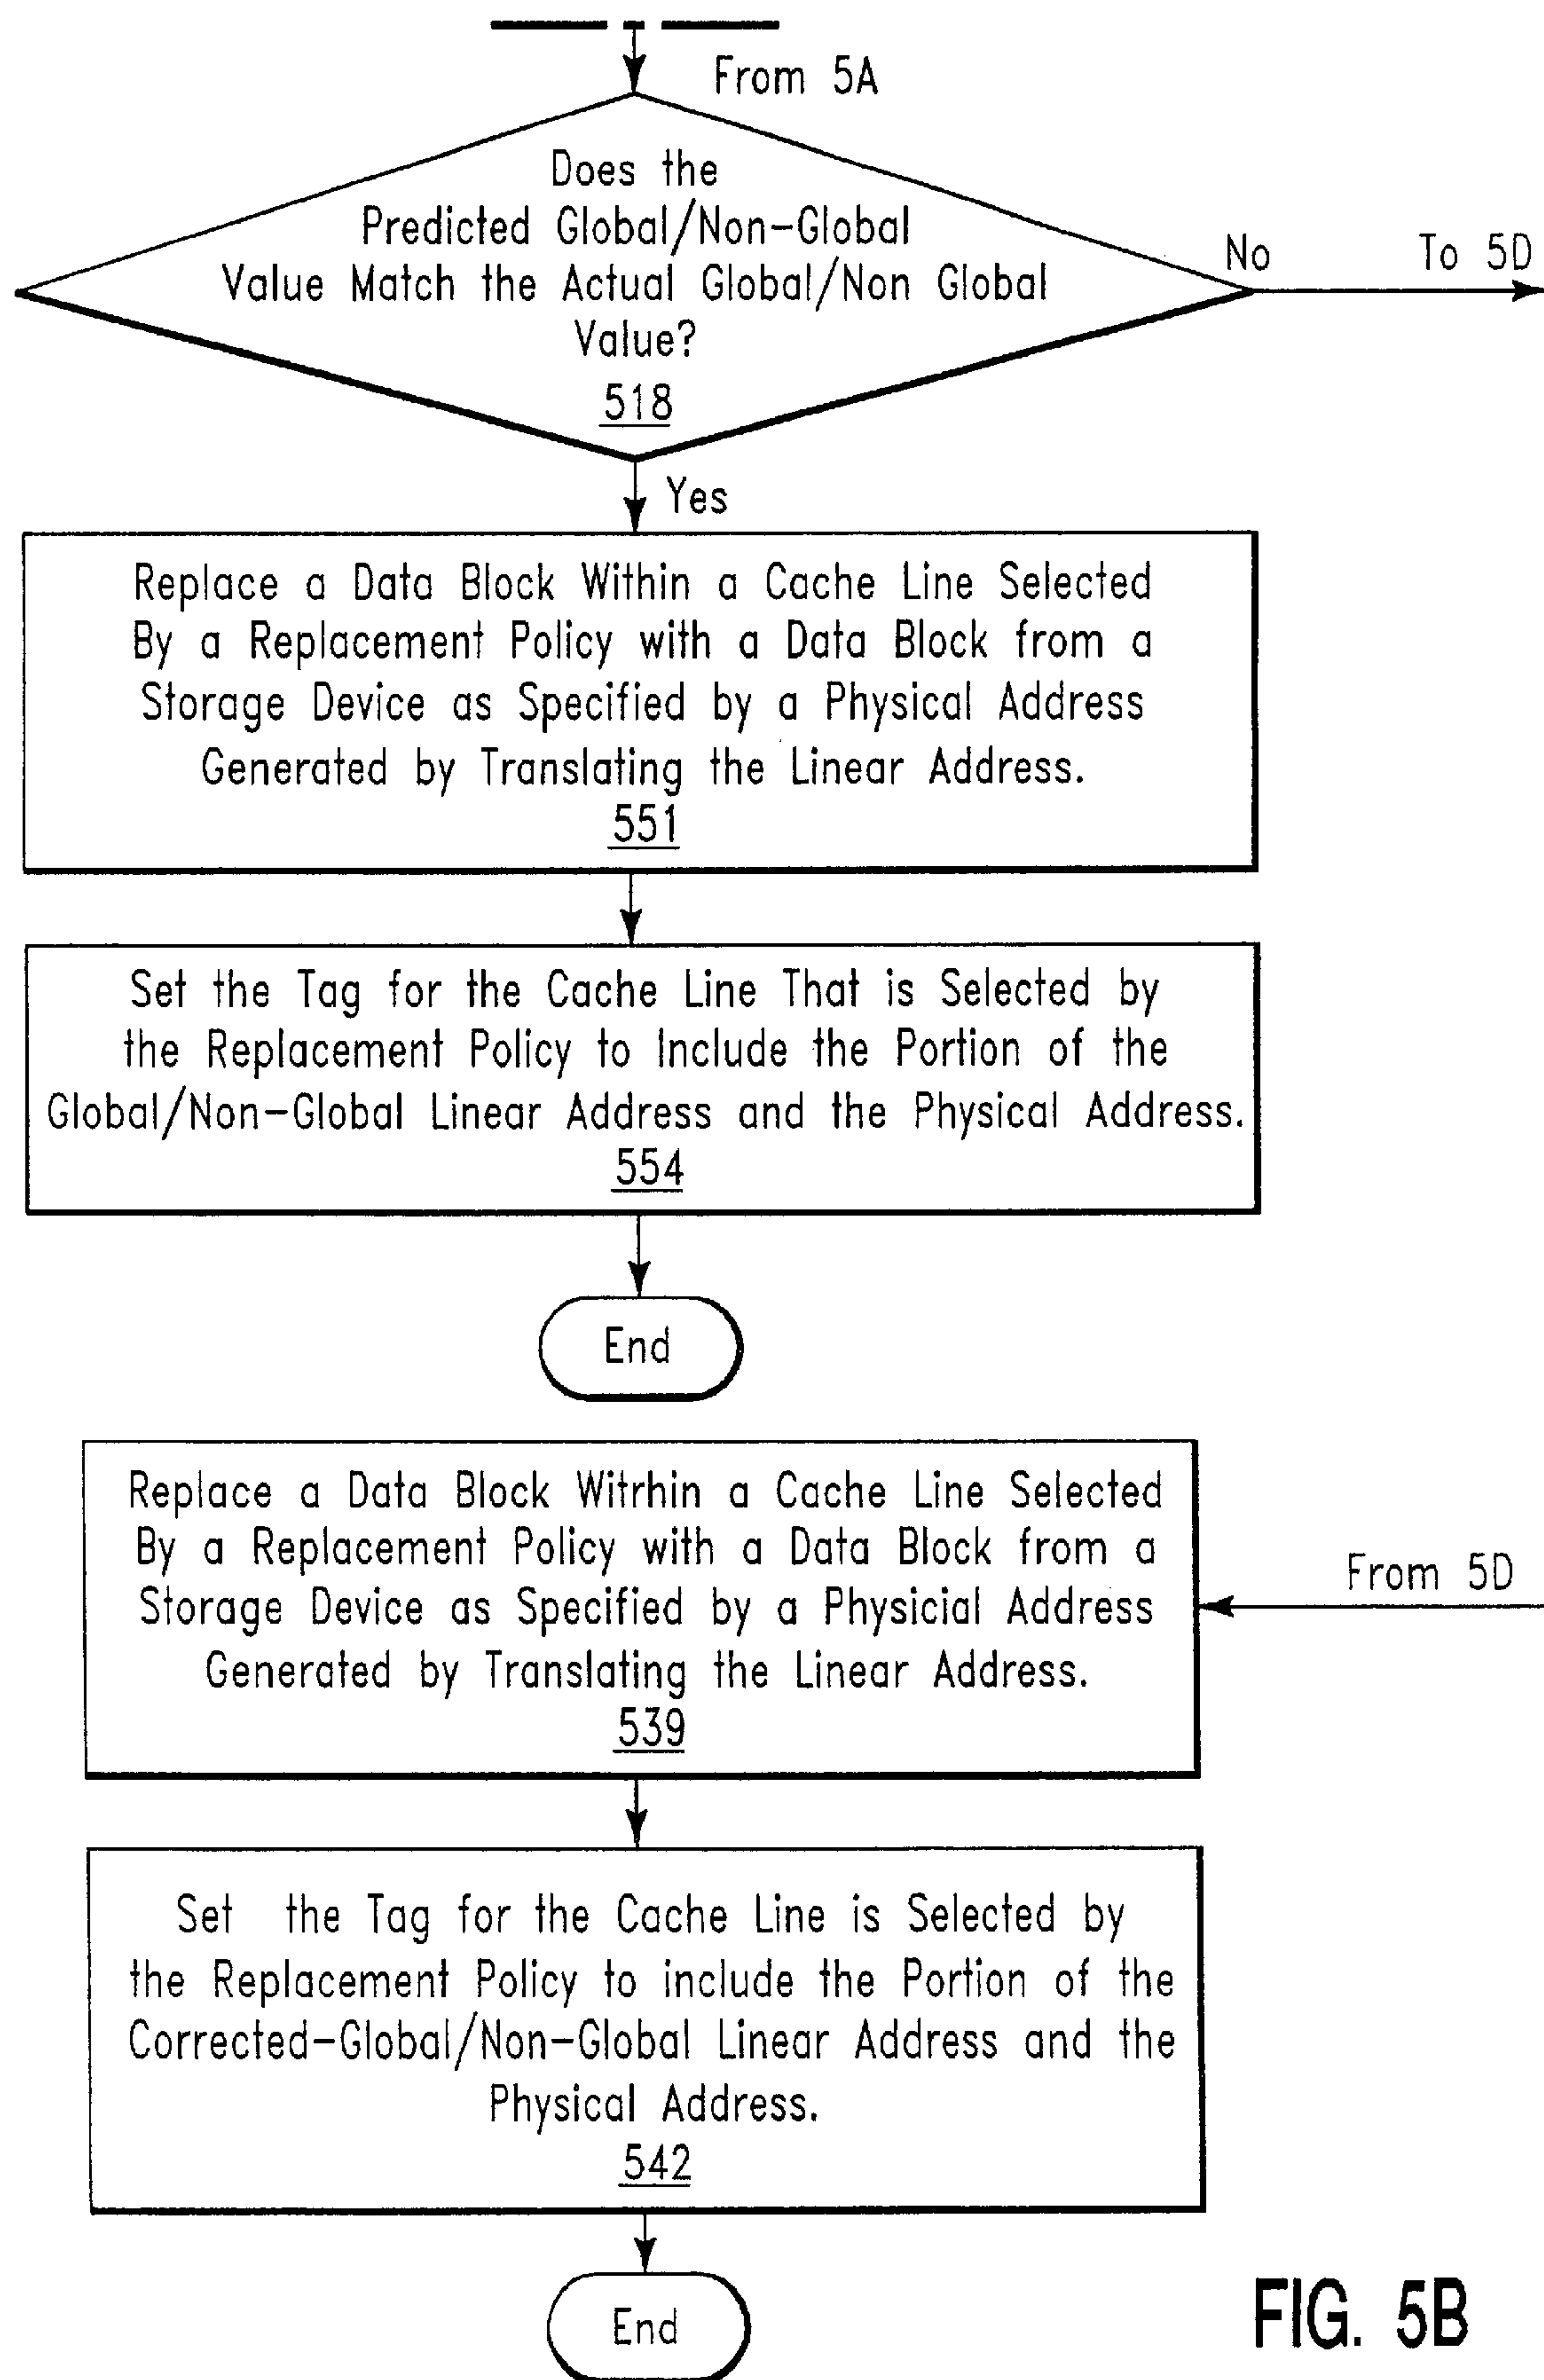 From 5A
Does the
Predicted Global/Non-Global
Value Match the Actual Global/Non Global
Value?
518
No
To 5D
Yes
Replace a Data Block Within a Cache Line Selected
By a Replacement Policy with a Data Block from a
Storage Device as Specified by a Physical Address
Generated by Translating the Linear Address.
551
Set the Tag for the Cache Line That is Selected by
the Replacement Policy to Include the Portion of the
Global/Non-Global Linear Address and the Physical Address.
554
End
Replace a Data Block Witrhin a Cache Line Selected
By a Replacement Policy with a Data Block from a
Storage Device as Specified by a Physicial Address
Generated by Translating the Linear Address.
539
From 5D
Set the Tag for the Cache Line is Selected by
the Replacement Policy to include the Portion of the
Corrected-Global/Non-Global Linear Address and the
Physical Address.
542
End
FIG. 5B